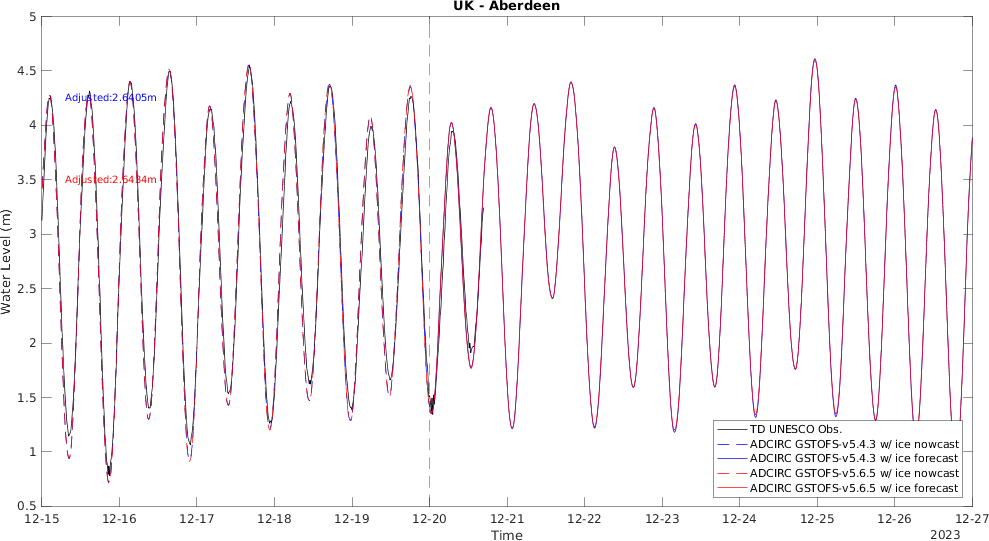 UK - Aberdeen
5
4.5
4
3.5
3
2.5
2
1.5
1
0.5
Water Level (m)
Adjusted:2.6405m
Adjusted:2.6434m
TD UNESCO Obs.
ADCIRC GSTOFS-v5.4.3 w/ ice nowcast
ADCIRC GSTOFS-v5.4.3 w/ ice forecast
ADCIRC GSTOFS-v5.6.5 w/ ice nowcast
ADCIRC GSTOFS-v5.6.5 w/ ice forecast
12-15 12-16 12-17 12-18 12-19 12-20 12-21 12-22 12-23 12-24 12-25 12-26 12-27
Time
2023